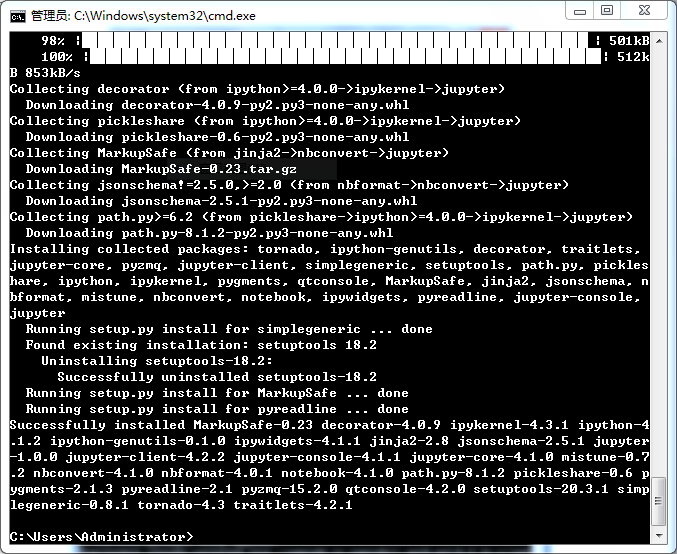 管理员: C:\Windows\system32\cmd.exe
98% | 501kB
100% | 512k
B 853kB/s
Collecting decorator (from ipython>=4.0.0->ipykernel->jupyter)
Downloading decorator-4.0.9-py2.py3-none-any.whl
Collecting pickleshare (from ipython>=4.0.0->ipykernel->jupyter)
Downloading pickleshare-0.6-py2.py3-none-any.whl
Collecting MarkupSafe (from jinja2->nbconvert->jupyter)
Downloading MarkupSafe-0.23.tar.gz
Collecting jsonschema!=2.5.0,>=2.0 (from nbformat->nbconvert->jupyter)
Downloading jsonschema-2.5.1-py2.py3-none-any.whl
Collecting path.py>=6.2 (from pickleshare->ipython>=4.0.0->ipykernel->jupyter)
Downloading path.py-8.1.2-py2.py3-none-any.whl
Installing collected packages: tornado, ipython-genutils, decorator, traitlets,
jupyter-core, pyzmq, jupyter-client, simplegeneric, setuptools, path.py, pickles
hare, ipython, ipykernel, pygments, qtconsole, MarkupSafe, jinja2, jsonschema, n
bformat, mistune, nbconvert, notebook, ipywidgets, pyreadline, jupyter-console,
jupyter
Running setup.py install for simplegeneric ... done
Found existing installation: setuptools 18.2
Uninstalling setuptools-18.2:
Successfully uninstalled setuptools-18.2
Running setup.py install for MarkupSafe ... done
Running setup.py install for pyreadline ... done
Successfully installed MarkupSafe-0.23 decorator-4.0.9 ipykernel-4.3.1 ipython-4
.1.2 ipython-genutils-0.1.0 ipywidgets-4.1.1 jinja2-2.8 jsonschema-2.5.1 jupyter
-1.0.0 jupyter-client-4.2.2 jupyter-console-4.1.1 jupyter-core-4.1.0 mistune-0.7
.2 nbconvert-4.1.0 nbformat-4.0.1 notebook-4.1.0 path.py-8.1.2 pickleshare-0.6 p
ygments-2.1.3 pyreadline-2.1 pyzmq-15.2.0 qtconsole-4.2.0 setuptools-20.3.1 simp
legeneric-0.8.1 tornado-4.3 traitlets-4.2.1
C:\Users\Administrator>